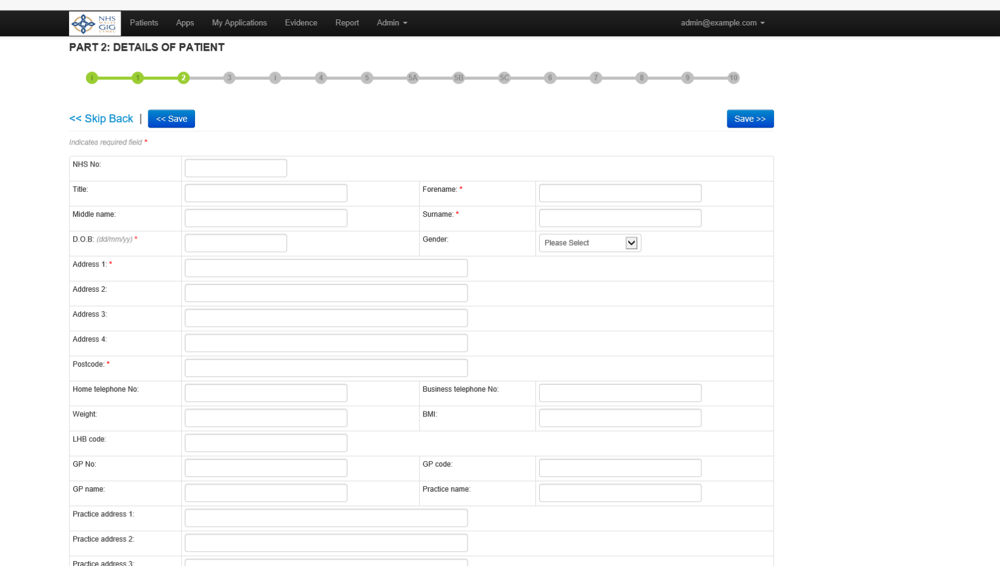 NHS
WALES
GIG
CYMRU
Patients Apps My Applications Evidence Report Admin admin@example.com
PART 2: DETAILS OF PATIENT
i 1 2 3 i 4 5 5A 5B 5C 6 7 8 9 10
<< Skip Back | << Save Save >>
Indicates required field *
NHS No:
Title: Forename: *
Middle name: Surname: *
D.O.B: (dd/mm/yy) * Gender: Please Select
Address 1: *
Address 2:
Address 3:
Address 4:
Postcode: *
Home telephone No: Business telephone No:
Weight: BMI:
LHB code:
GP No: GP code:
GP name: Practice name:
Practice address 1:
Practice address 2:
Practice address 3: